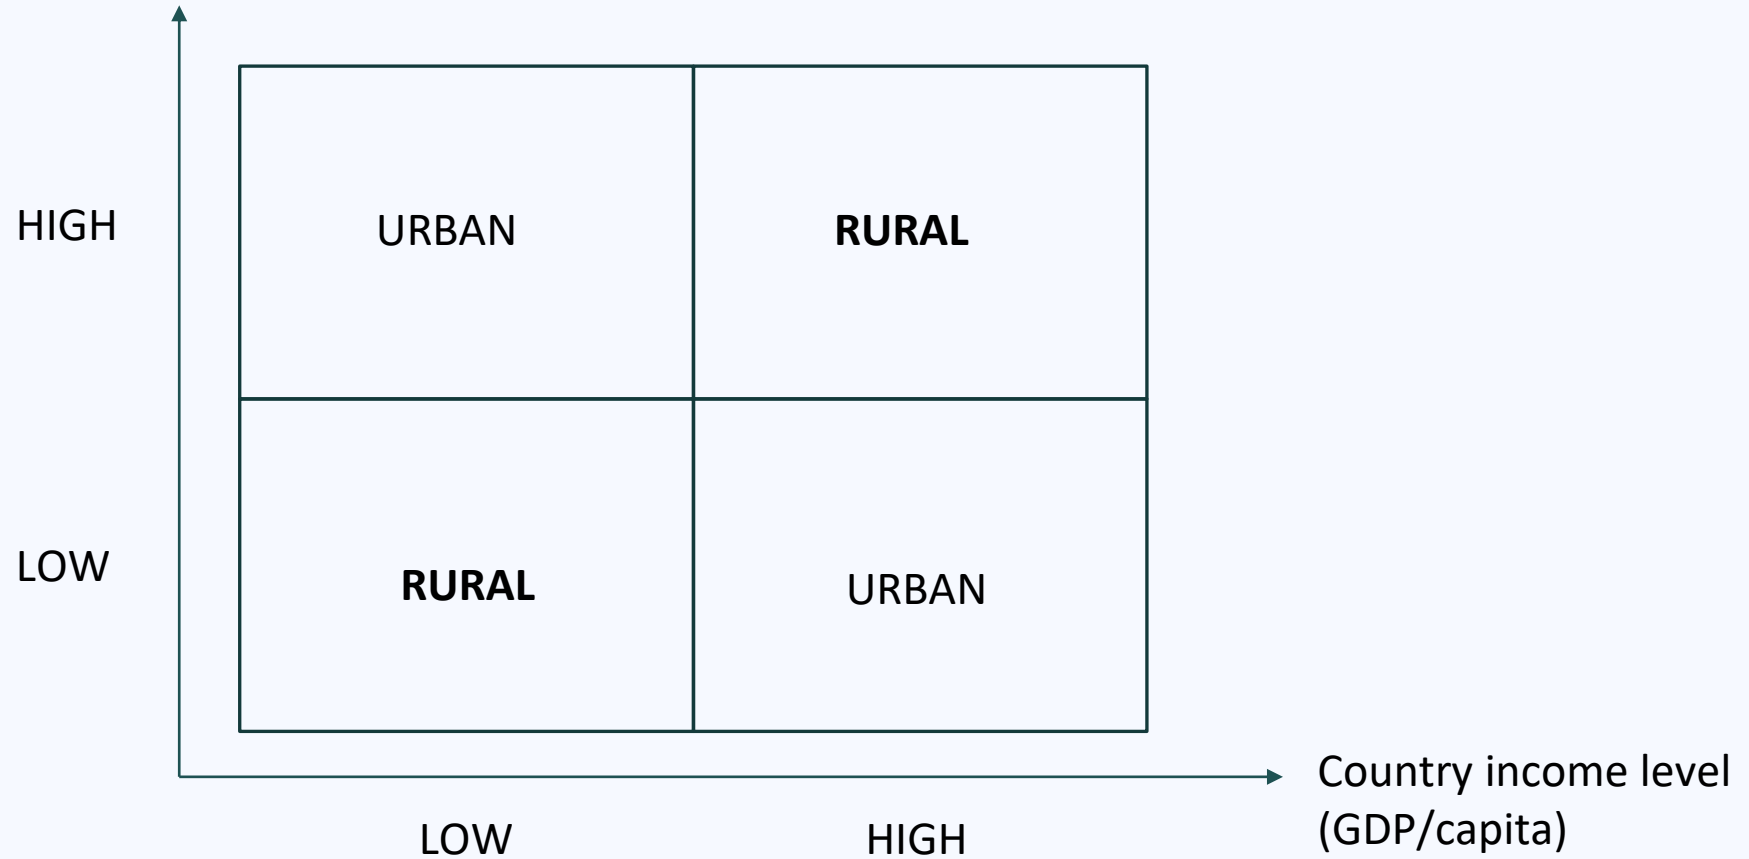 HIGH
URBAN
RURAL
LOW
RURAL
URBAN
Country income level
(GDP/capita)
LOW
HIGH